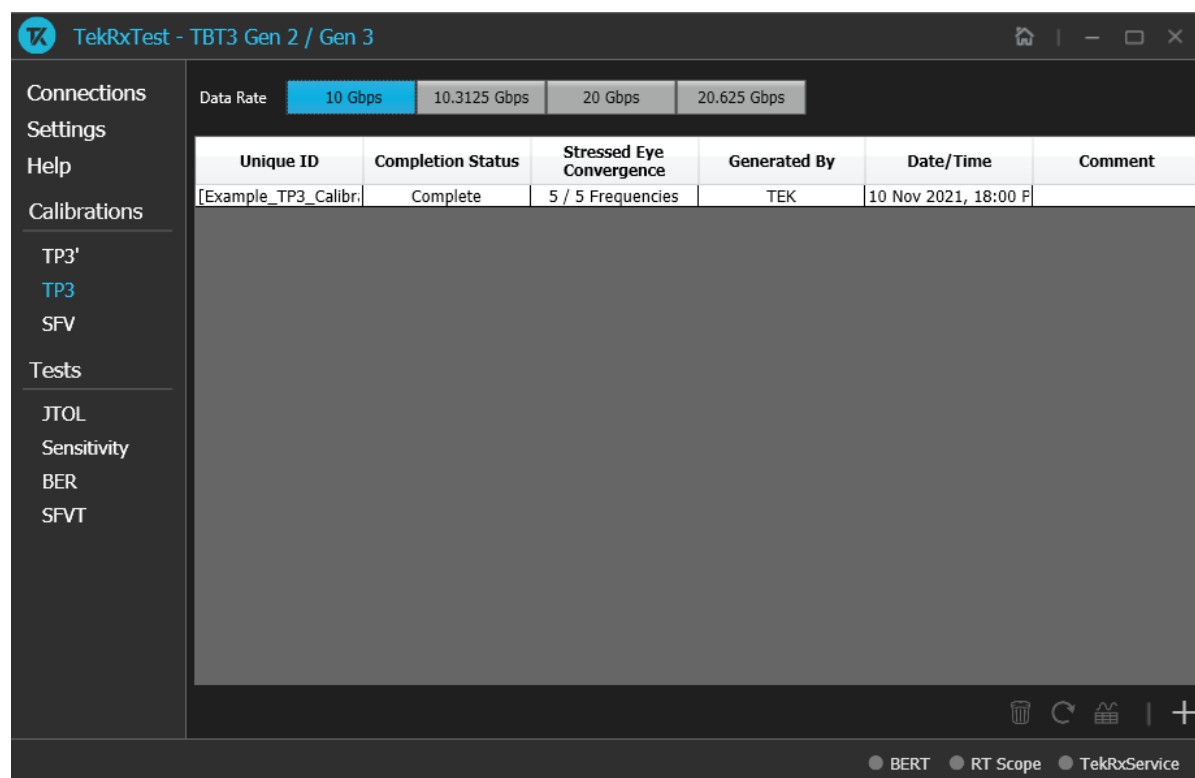 TekRxTest - TBT3 Gen 2 / Gen 3
Connections
Settings
Help
Calibrations
TP3'
TP3
SFV
Tests
JTOL
Sensitivity
BER
SFVT
Data Rate 10 Gbps 10.3125 Gbps 20 Gbps 20.625 Gbps
Unique ID Completion Status Stressed Eye Convergence Generated By Date/Time Comment
[Example_TP3_Calibr Complete 5 / 5 Frequencies TEK 10 Nov 2021, 18:00 P
BERT RT Scope TekRxService